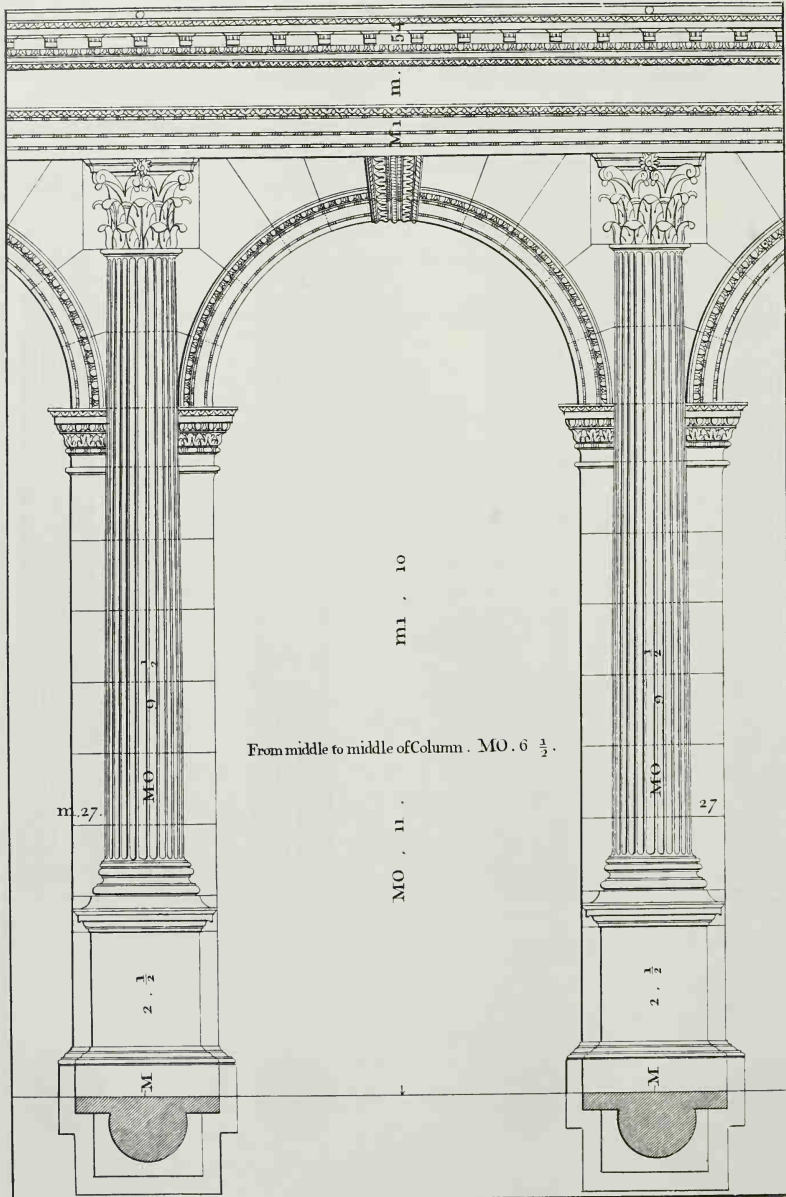 M1 m. 54
MO 9 1/2
MO 9 1/2
MO . 11 . m1 . 10
From middle to middle of Column . MO . 6 1/2 .
m.27.
27
M 2 . 1/2
M 2 . 1/2